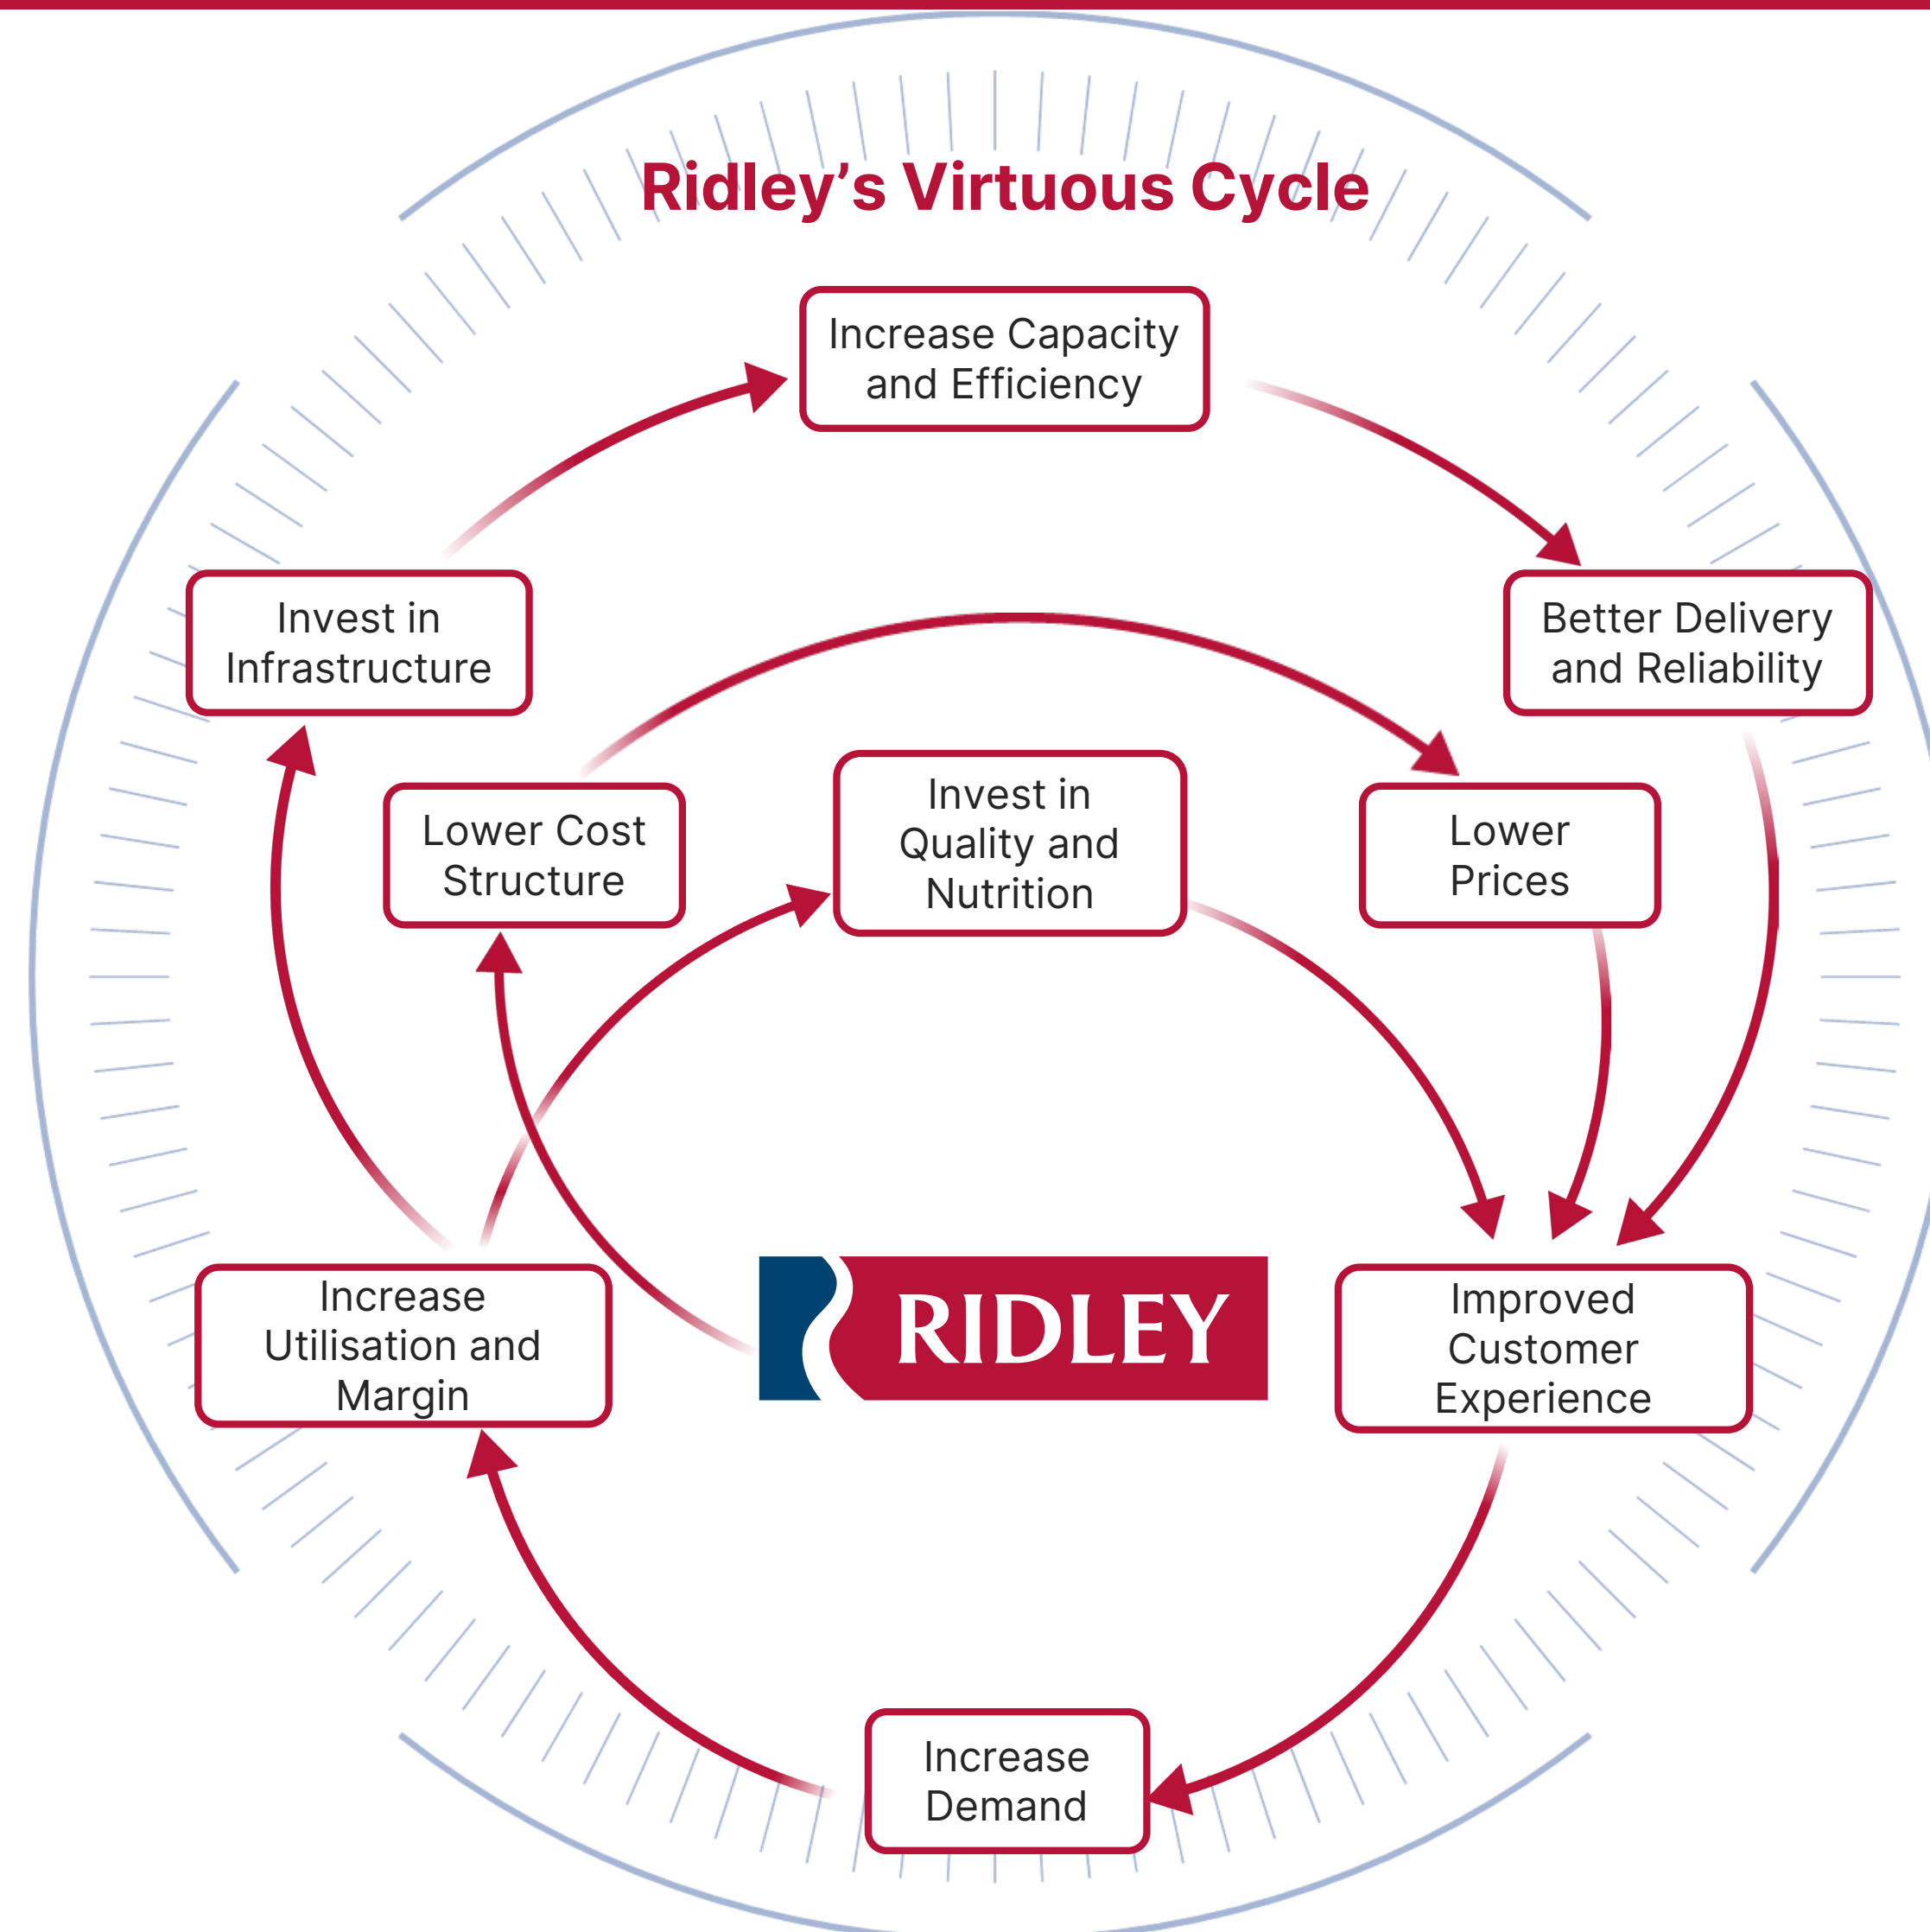 Ridley’s Virtuous Cycle
Increase Capacity
and Efficiency
Invest in
Infrastructure
Better Delivery
and Reliability
Lower Cost
Structure
Invest in
Quality and
Nutrition
Lower
Prices
Increase
Utilisation and
Margin
RIDLEY
Improved
Customer
Experience
Increase
Demand